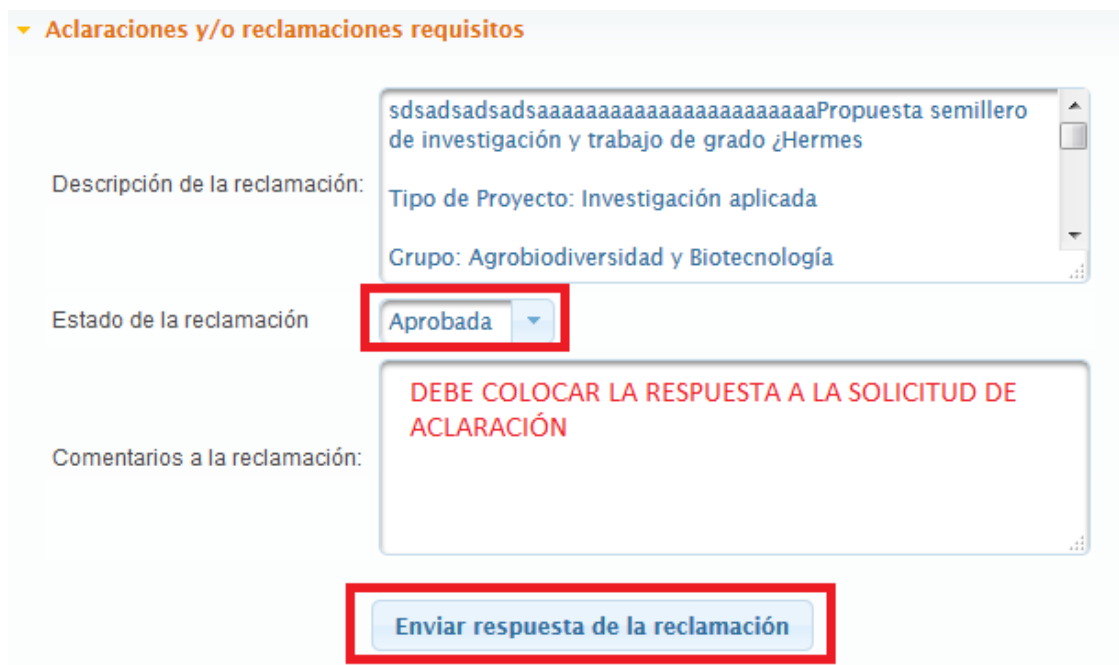 Aclaraciones y/o reclamaciones requisitos
sdsadsadsadsaaaaaaaaaaaaaaaaaaaaaaaPropuesta semillero
de investigación y trabajo de grado ¿Hermes
Descripción de la reclamación:
Tipo de Proyecto: Investigación aplicada
Grupo: Agrobiodiversidad y Biotecnología
Estado de la reclamación
Aprobada
DEBE COLOCAR LA RESPUESTA A LA SOLICITUD DE
ACLARACIÓN
Comentarios a la reclamación:
Enviar respuesta de la reclamación